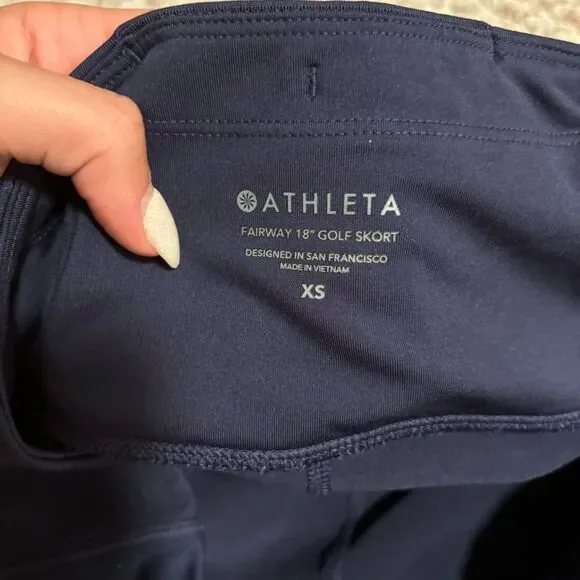 ATHLETA
FAIRWAY 18" GOLF SKORT
DESIGNED IN SAN FRANCISCO
MADE IN VIETNAM
XS